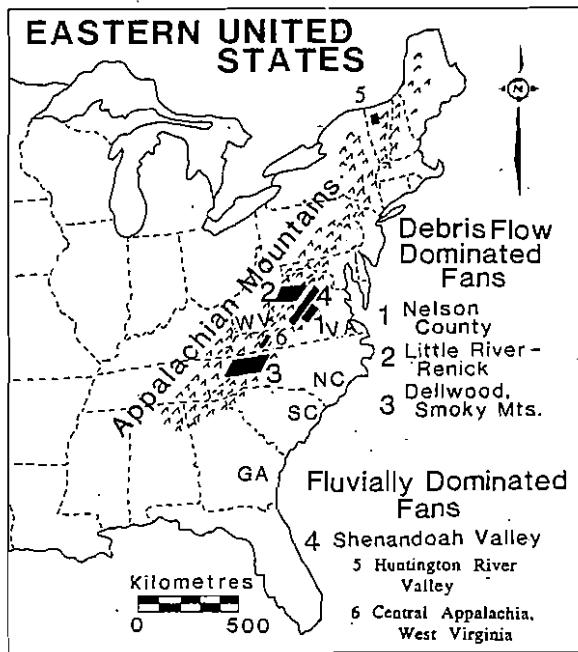 EASTERN UNITED
STATES
5
N
Appalachian Mountains
2
4
WV
1
VA
6
3
NC
SC
GA
Debris Flow
Dominated
Fans
1 Nelson
County
2 Little River-
Renick
3 Dellwood,
Smoky Mts.
Fluvially Dominated
Fans
4 Shenandoah Valley
5 Huntington River
Valley
6 Central Appalachia,
West Virginia
Kilometres
0 500